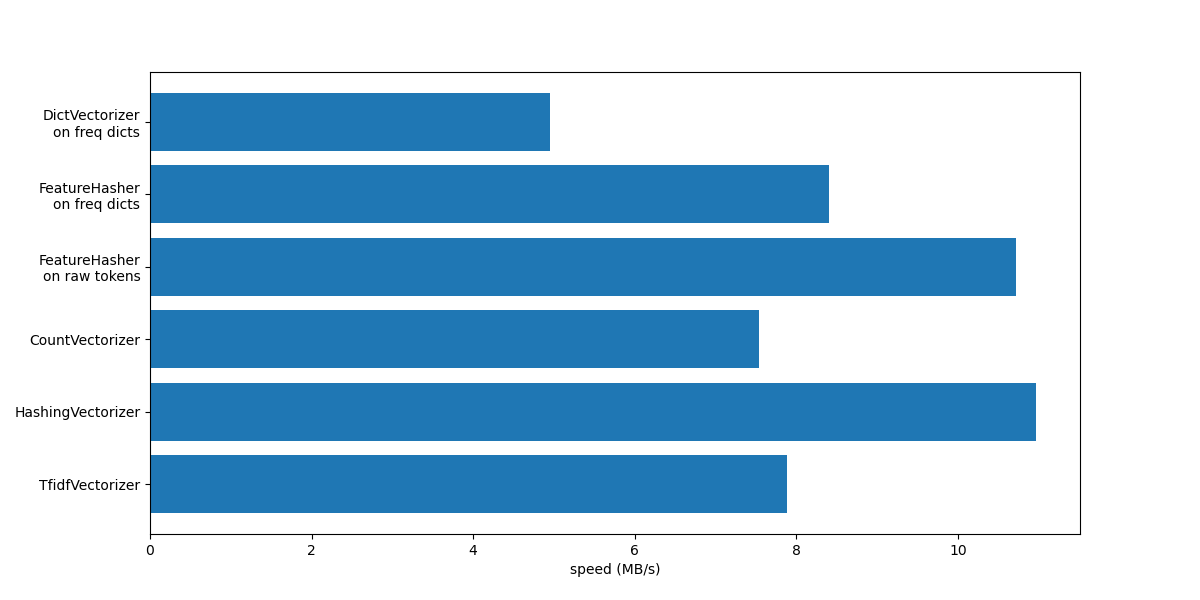 DictVectorizer
on freq dicts
FeatureHasher
on freq dicts
FeatureHasher
on raw tokens
CountVectorizer
HashingVectorizer
TfidfVectorizer
0 2 4 6 8 10
speed (MB/s)